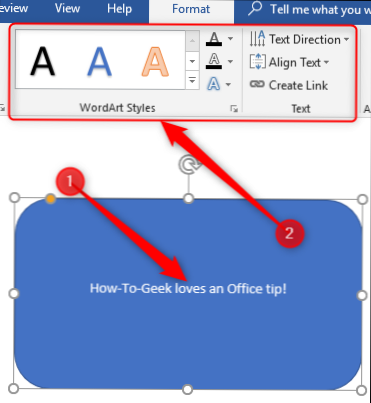 eview View Help Format Tell me what you w
A A A A Text Direction
A Align Text
A Create Link
WordArt Styles Text
1
2
How-To-Geek loves an Office tip!